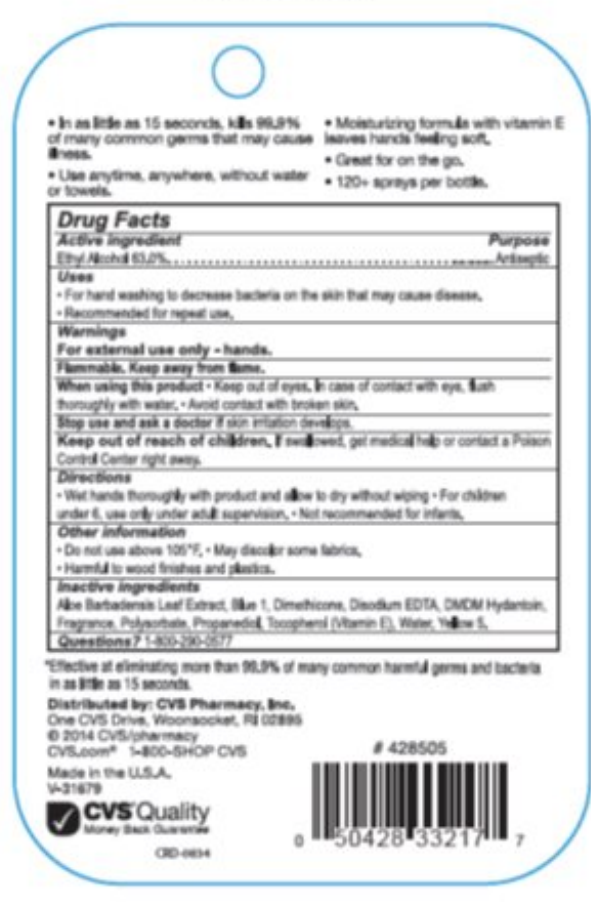 • In as little as 15 seconds, kills 99.9%
of many common germs that may cause
illness.
• Use anytime, anywhere, without water
or towels.
• Moisturizing formula with vitamin E
leaves hands feeling soft.
• Great for on the go.
• 120+ sprays per bottle.
Drug Facts
Active ingredient Purpose
Ethyl Alcohol 63.0%........................................Antiseptic
Uses
• For hand washing to decrease bacteria on the skin that may cause disease.
• Recommended for repeat use.
Warnings
For external use only - hands.
Flammable. Keep away from flame.
When using this product • Keep out of eyes. In case of contact with eye, flush
thoroughly with water. • Avoid contact with broken skin.
Stop use and ask a doctor if skin irritation develops.
Keep out of reach of children. If swallowed, get medical help or contact a Poison
Control Center right away.
Directions
• Wet hands thoroughly with product and allow to dry without wiping • For children
under 6, use only under adult supervision. • Not recommended for infants.
Other information
• Do not use above 105°F. • May discolor some fabrics.
• Harmful to wood finishes and plastics.
Inactive ingredients
Aloe Barbadensis Leaf Extract, Blue 1, Dimethicone, Disodium EDTA, DMDM Hydantoin,
Fragrance, Polysorbate, Propanediol, Tocopherol (Vitamin E), Water, Yellow 5.
Questions? 1-800-290-0577
*Effective at eliminating more than 99.9% of many common harmful germs and bacteria
in as little as 15 seconds.
Distributed by: CVS Pharmacy, Inc.
One CVS Drive, Woonsocket, RI 02895
© 2014 CVS/pharmacy
CVS.com® 1-800-SHOP CVS
Made in the U.S.A.
V-31679
CVS Quality
Money Back Guarantee
CRD-0034
# 428505
0 50428 33217 7